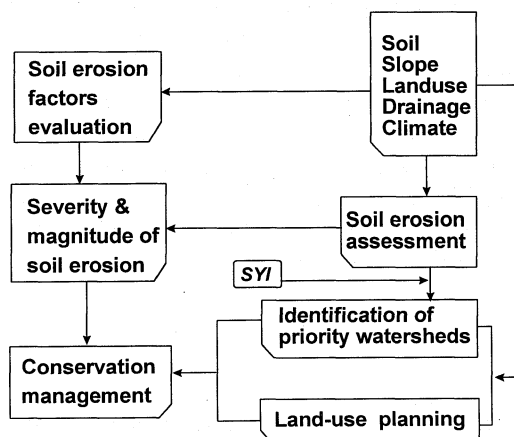 Soil erosion
factors
evaluation
Soil
Slope
Landuse
Drainage
Climate
Severity &
magnitude of
soil erosion
Soil erosion
assessment
SYI
Identification of
priority watersheds
Conservation
management
Land-use planning